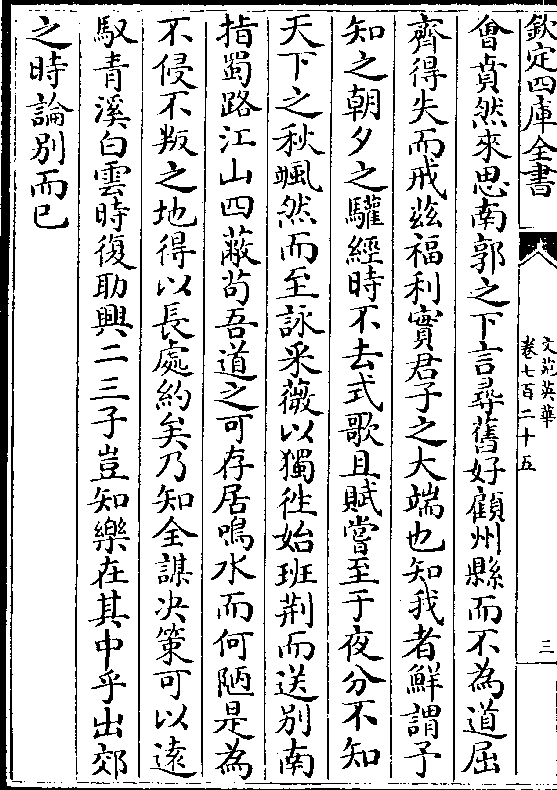 欽定四庫全書
文苑英華
卷七百二十五
三
會賁然來思南郭之下言尋舊好顧州縣而不為道屈
齊得失而戒茲福利實君子之大端也知我者鮮謂予
知之朝夕之驩經時不去式歌且賦嘗至于夜分不知
天下之秋颯然而至詠采薇以獨徃始班荆而送别南
指蜀路江山四蔽茍吾道之可存居鳴水而何陋是為
不侵不叛之地得以長處約矣乃知全謀决策可以遠
馭青溪白雲時復助興二三子豈知樂在其中乎出郊
之時論别而已